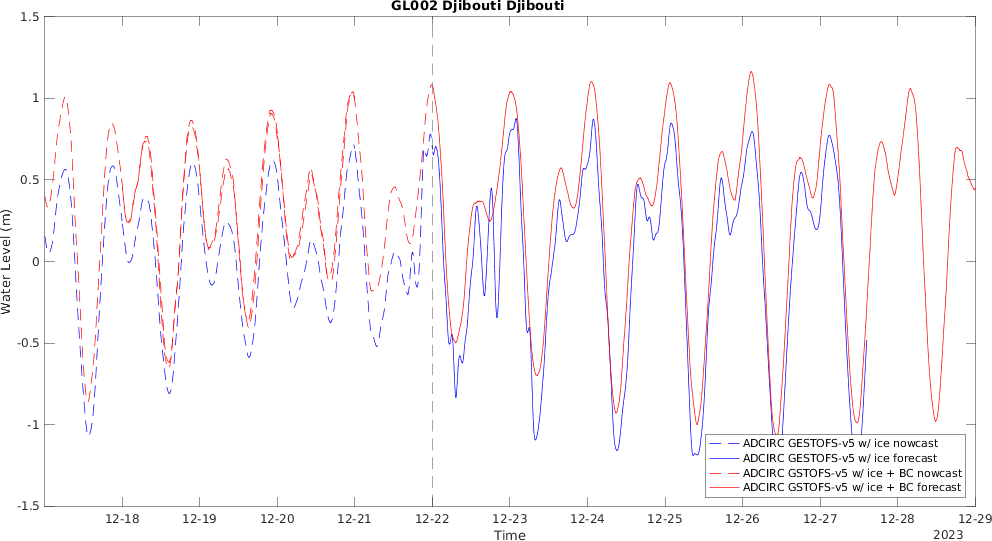 GL002 Djibouti Djibouti
Water Level (m)
1.5
1
0.5
0
-0.5
-1
-1.5
12-18
12-19
12-20
12-21
12-22
12-23
12-24
12-25
12-26
12-27
12-28
12-29
Time
2023
ADCIRC GESTOFS-v5 w/ ice nowcast
ADCIRC GESTOFS-v5 w/ ice forecast
ADCIRC GSTOFS-v5 w/ ice + BC nowcast
ADCIRC GSTOFS-v5 w/ ice + BC forecast